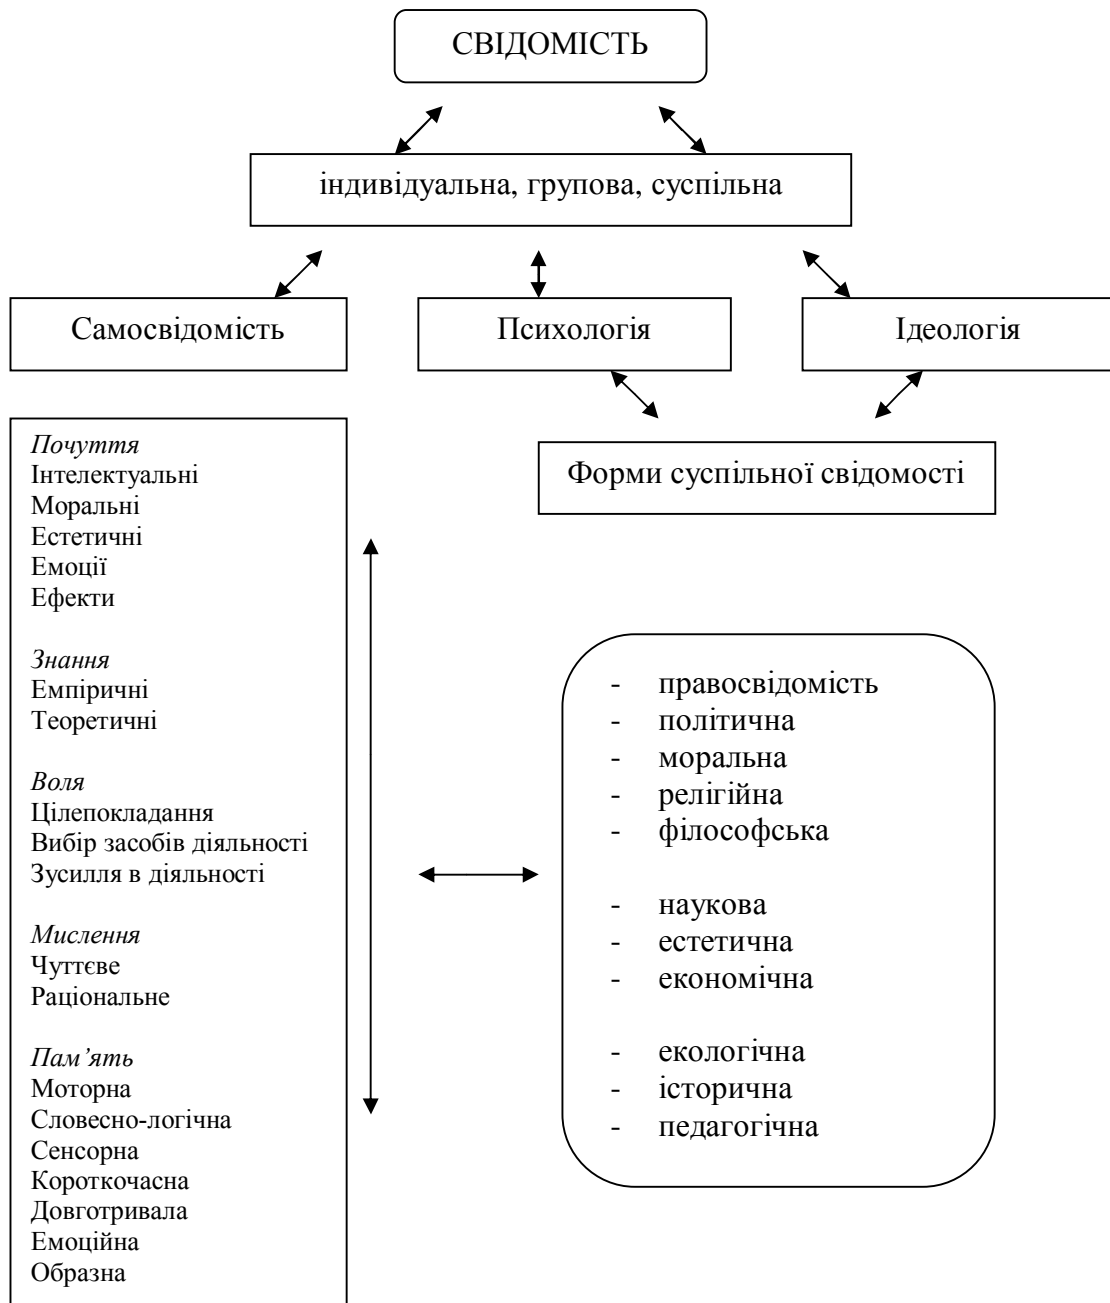 СВІДОМІСТЬ
індивідуальна, групова, суспільна
Самосвідомість
Психологія
Ідеологія
Форми суспільної свідомості
Почуття
Інтелектуальні
Моральні
Естетичні
Емоції
Ефекти
Знання
Емпіричні
Теоретичні
Воля
Цілепокладання
Вибір засобів діяльності
Зусилля в діяльності
Мислення
Чуттєве
Раціональне
Пам’ять
Моторна
Словесно-логічна
Сенсорна
Короткочасна
Довготривала
Емоційна
Образна
- правосвідомість
- політична
- моральна
- релігійна
- філософська
- наукова
- естетична
- економічна
- екологічна
- історична
- педагогічна